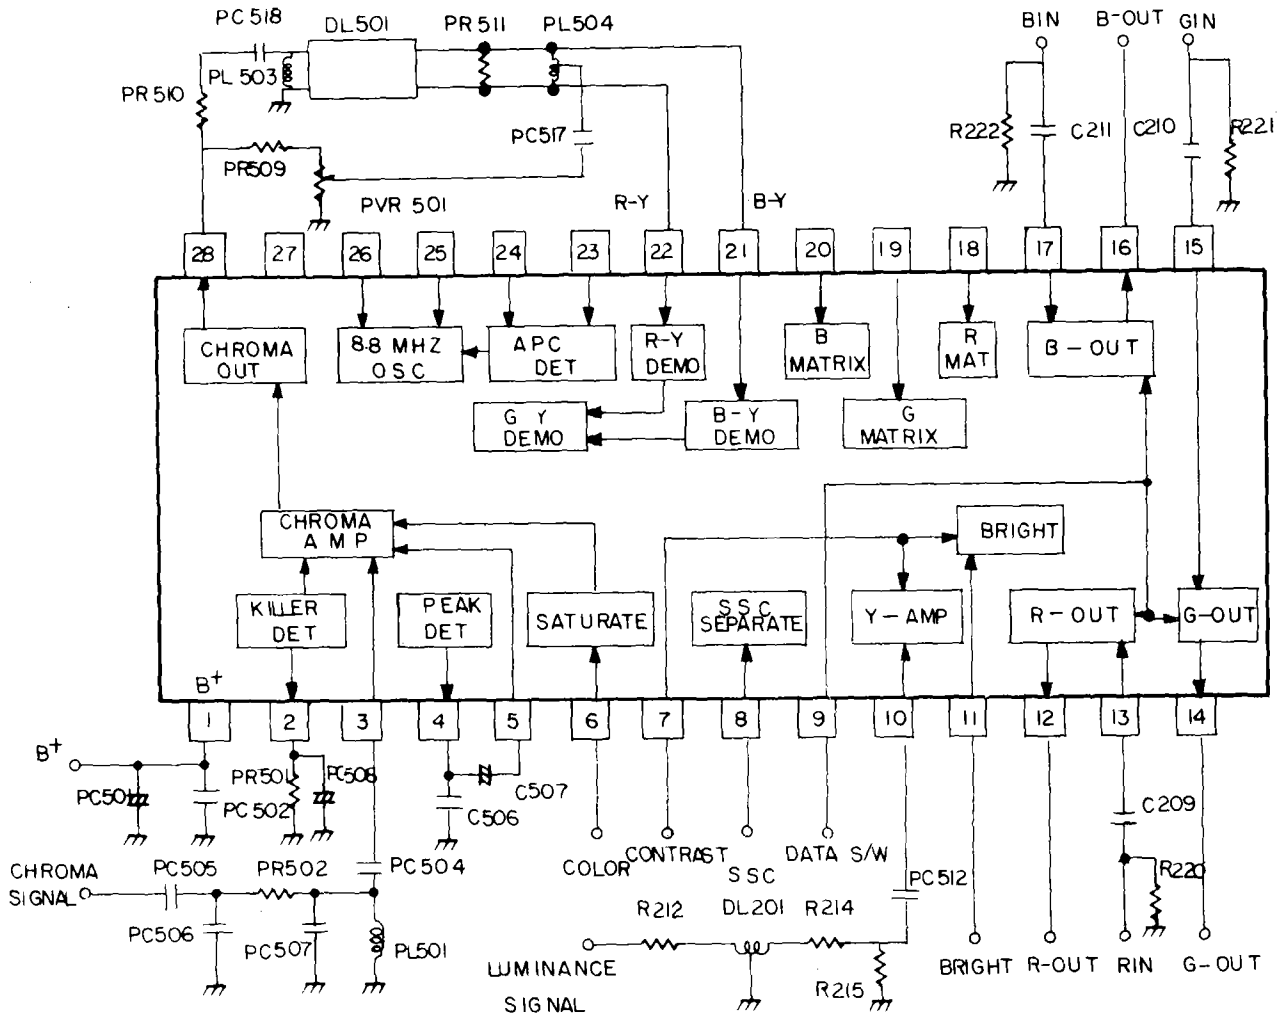 PC518
DL501
PR511
PL504
BIN
B-OUT
GIN
PL503
PR510
PC517
R222
C211
C210
R221
PR509
PVR 501
R-Y
B-Y
28
27
26
25
24
23
22
21
20
19
18
17
16
15
CHROMA
OUT
8.8 MHZ
OSC
APC
DET
R-Y
DEMO
B
MATRIX
R
MAT
B-OUT
G Y
DEMO
B-Y
DEMO
G
MATRIX
CHROMA
AMP
BRIGHT
KILLER
DET
PEAK
DET
SATURATE
SSC
SEPARATE
Y-AMP
R-OUT
G-OUT
B+
1
2
3
4
5
6
7
8
9
10
11
12
13
14
B+
PC501
PC502
PR501
PC508
C507
C506
C209
CHROMA
SIGNAL
PC505
PR502
PC504
COLOR
CONTRAST
SSC
DATA S/W
PC512
R220
PC506
PC507
PL501
R212
DL201
R214
LUMINANCE
SIGNAL
R215
BRIGHT
R-OUT
RIN
G-OUT